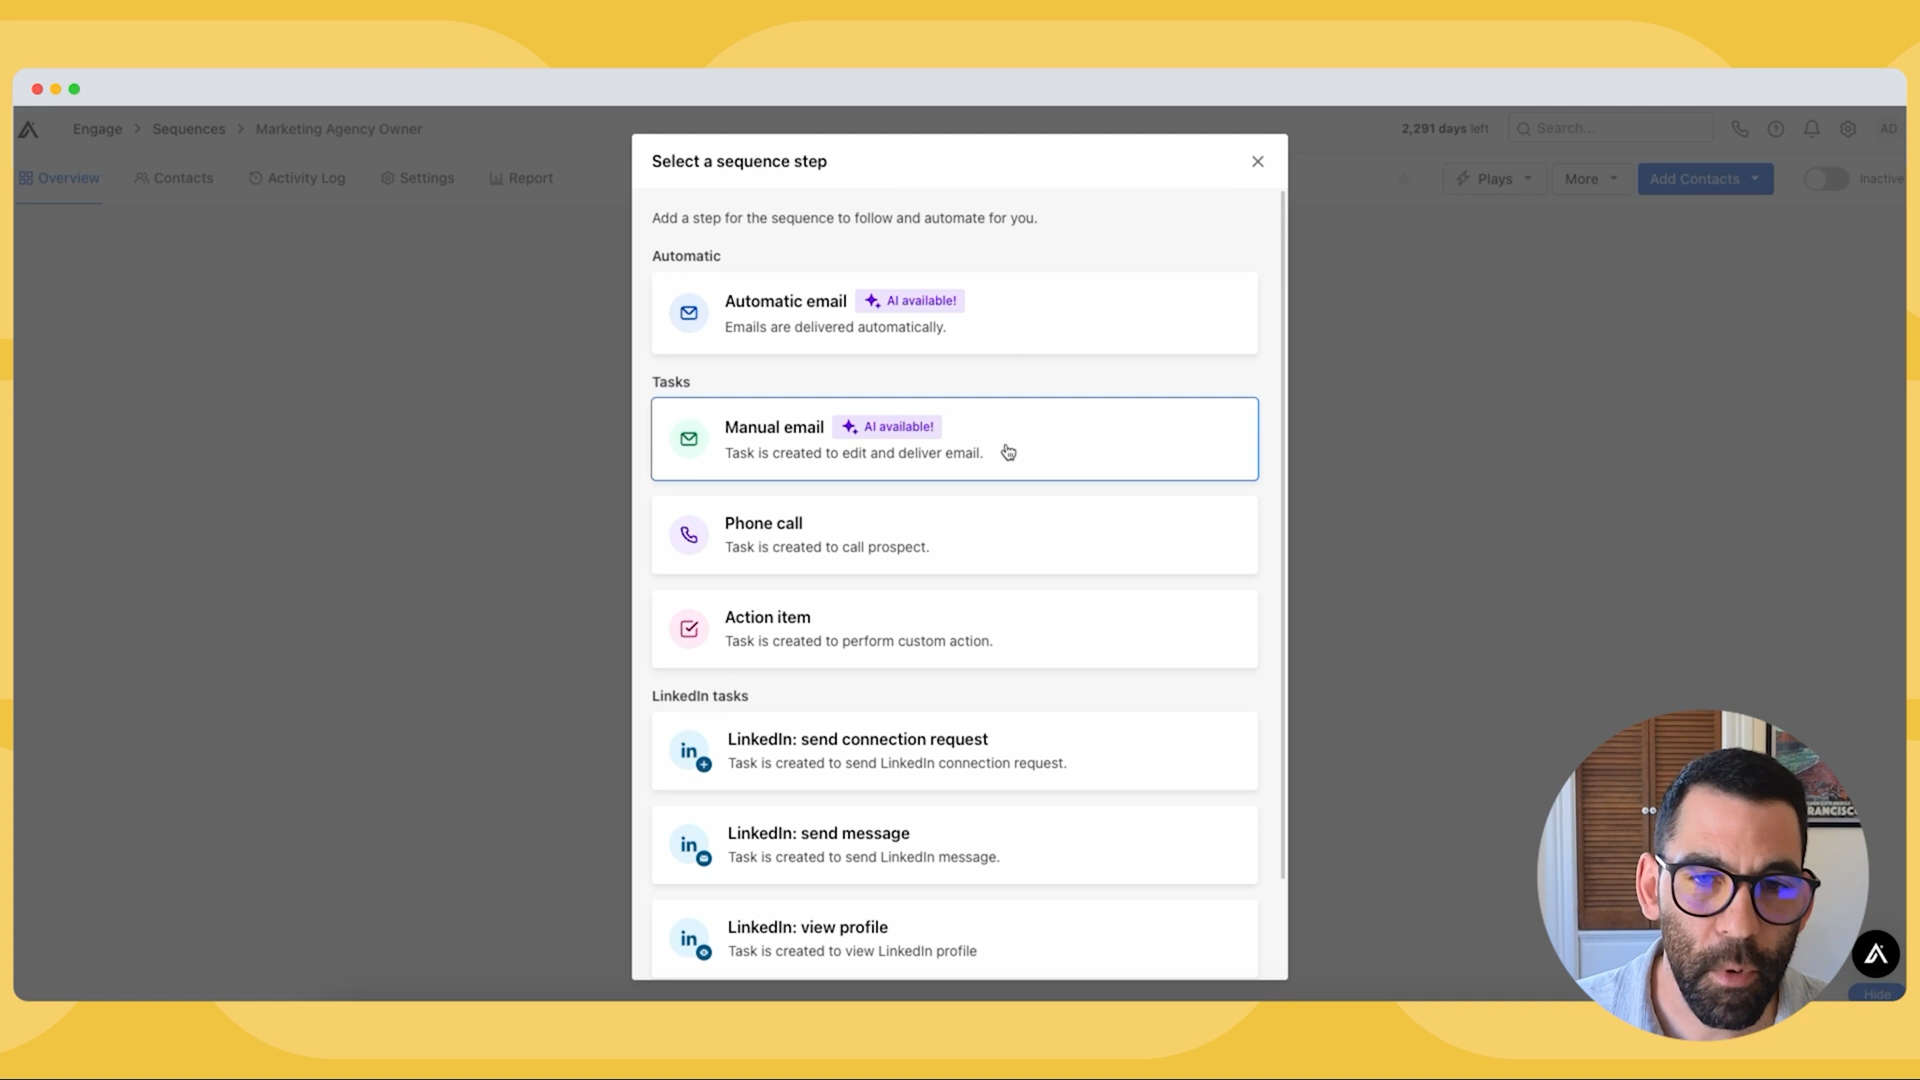 Engage > Sequences > Marketing Agency Owner
2,291 days left
Search...
AD
Overview
Contacts
Activity Log
Settings
Report
Plays
More
Add Contacts
Inactive
Select a sequence step
Add a step for the sequence to follow and automate for you.
Automatic
Automatic email AI available!
Emails are delivered automatically.
Tasks
Manual email AI available!
Task is created to edit and deliver email.
Phone call
Task is created to call prospect.
Action item
Task is created to perform custom action.
LinkedIn tasks
in
LinkedIn: send connection request
Task is created to send LinkedIn connection request.
in
LinkedIn: send message
Task is created to send LinkedIn message.
in
LinkedIn: view profile
Task is created to view LinkedIn profile
RANCISC
Hide